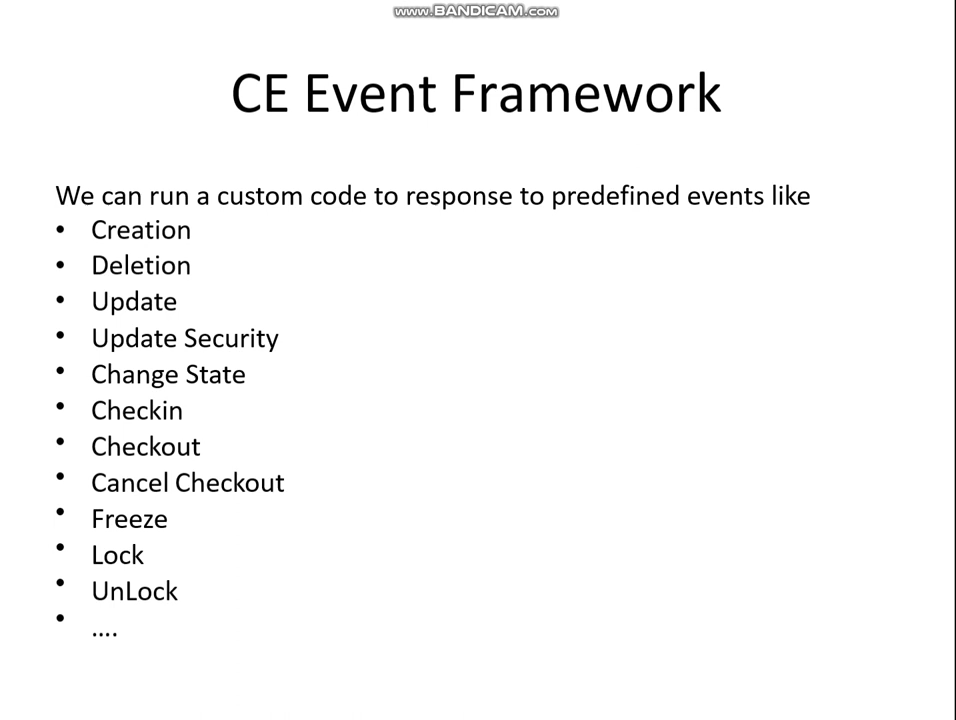 www.BANDICAM.com
CE Event Framework
We can run a custom code to response to predefined events like
• Creation
• Deletion
• Update
• Update Security
• Change State
• Checkin
• Checkout
• Cancel Checkout
• Freeze
• Lock
• UnLock
• ....